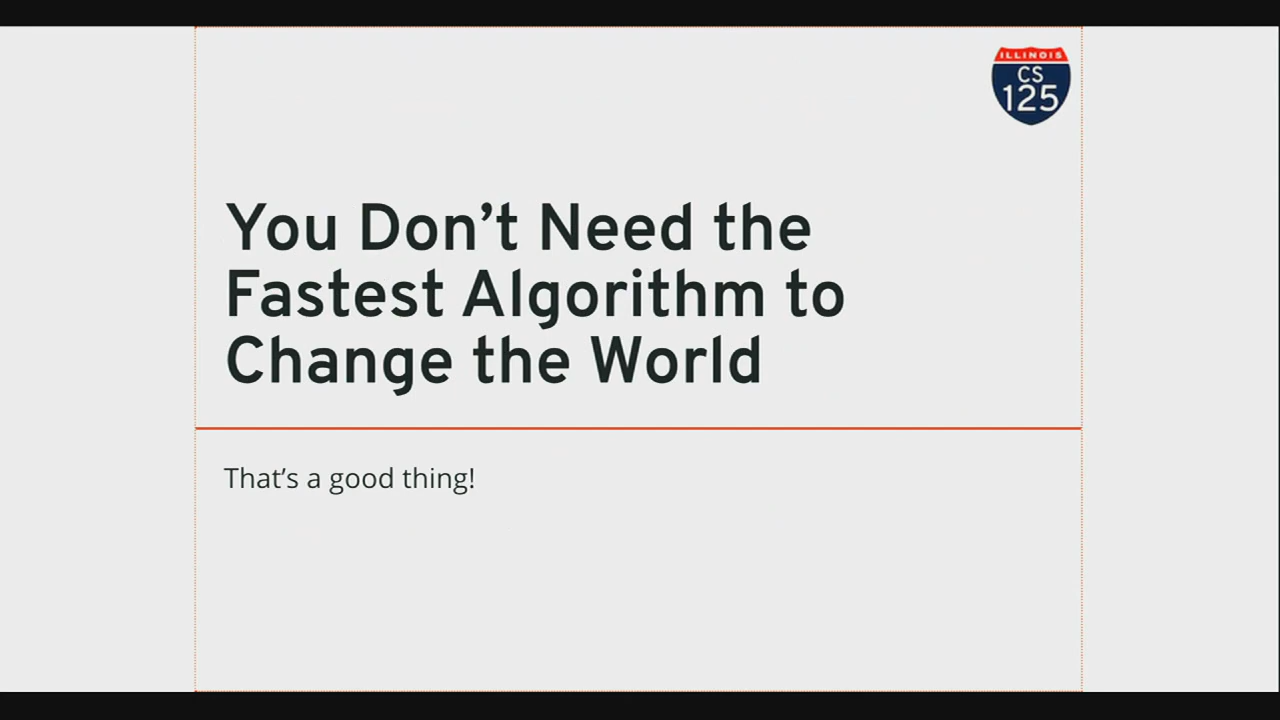 ILLINOIS
CS
125
You Don’t Need the
Fastest Algorithm to
Change the World
That’s a good thing!